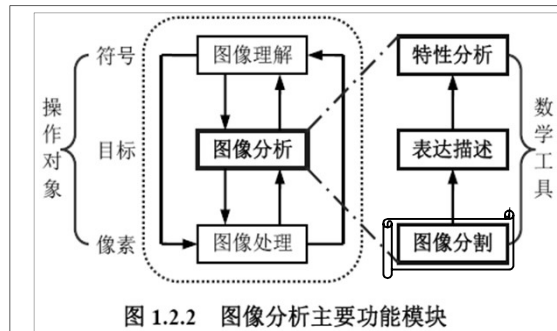 符号 图像理解 特性分析
操作对象 目标 图像分析 表达描述 数学工具
像素 图像处理 图像分割
图 1.2.2 图像分析主要功能模块